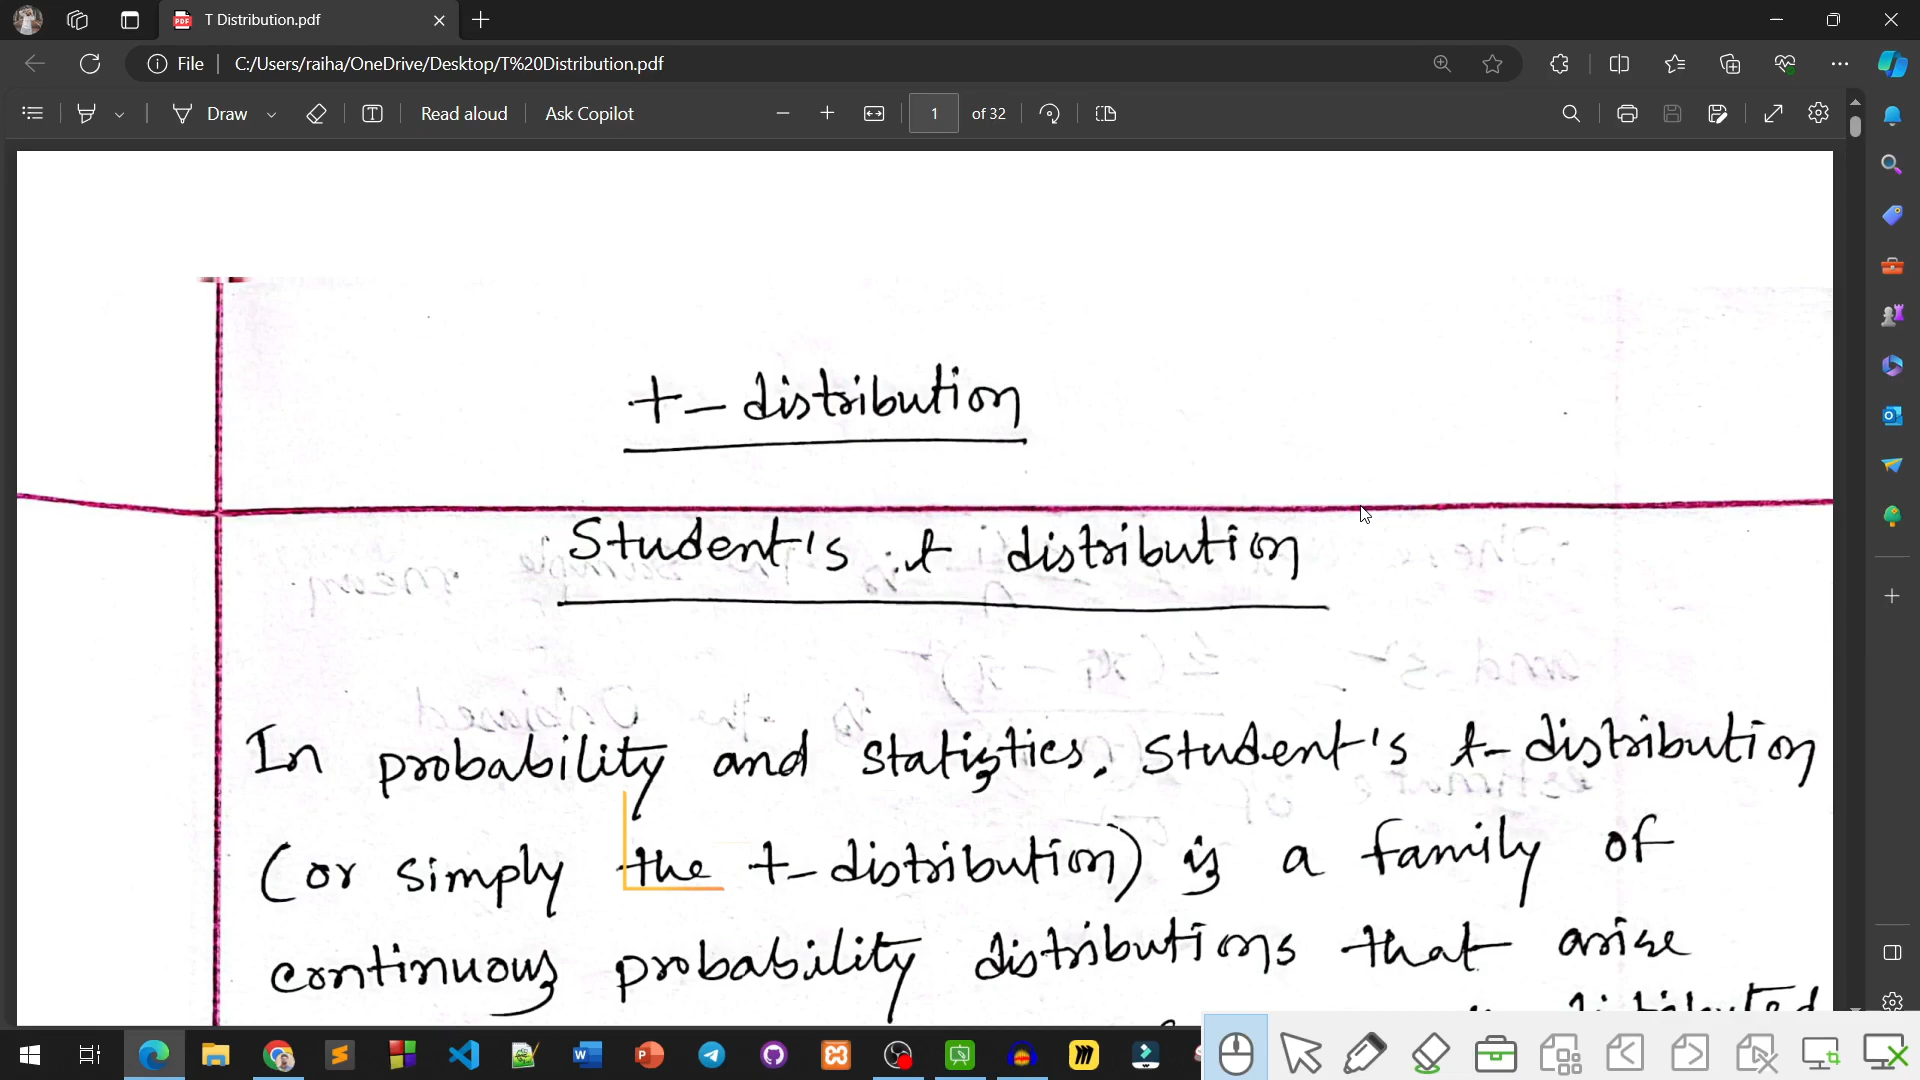 T Distribution.pdf
File
C:/Users/raiha/OneDrive/Desktop/T%20Distribution.pdf
Draw
Read aloud
Ask Copilot
1
of 32
t - distribution
Student's t distribution
In probability and statistics, Student's t-distribution
(or simply the t-distribution) is a family of
continuous probability distributions that arise